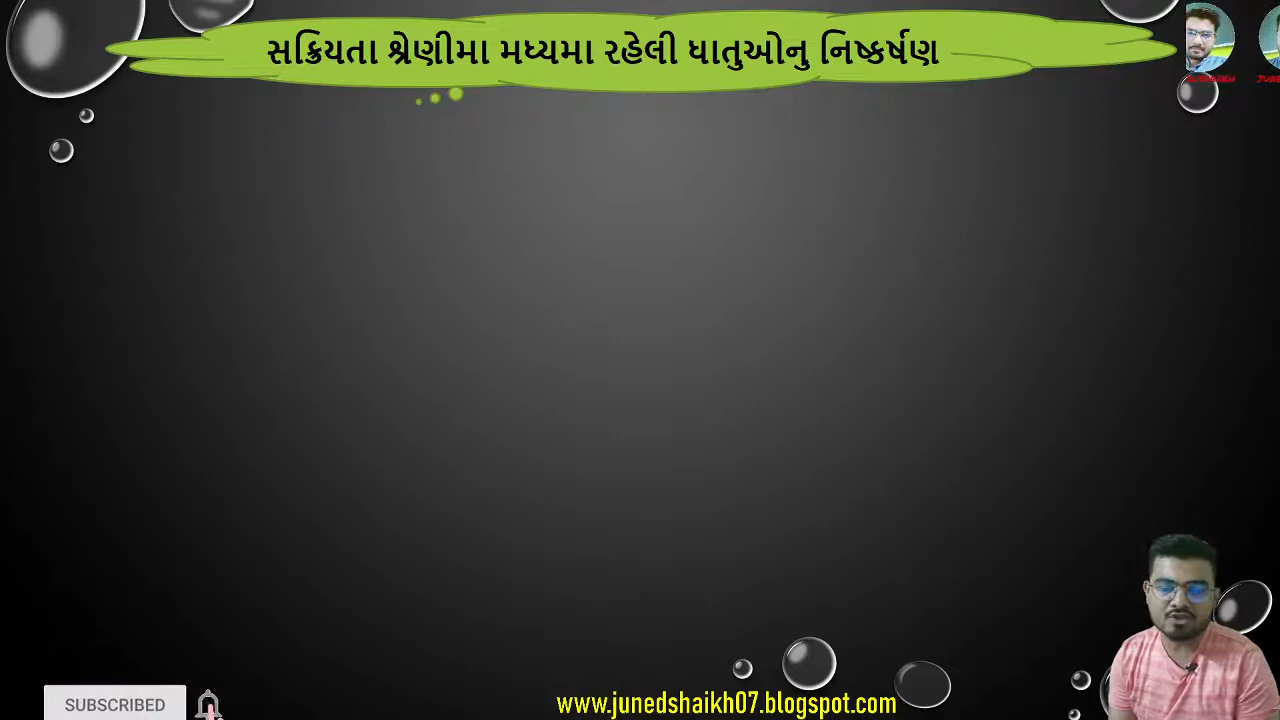 સક્રિયતા શ્રેણીમા મધ્યમા રહેલી ધાતુઓનુ નિષ્કર્ષણ
SUBSCRIBED
www.junedshaikh07.blogspot.com